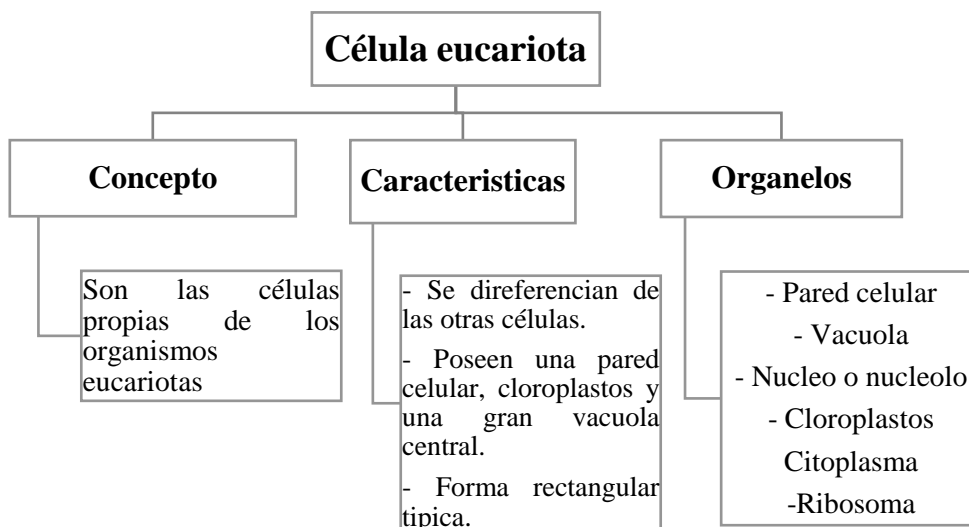 Célula eucariota
Concepto
Son las células
propias de los
organismos
eucariotas
Caracteristicas
- Se direferencian de
las otras células.
- Poseen una pared
celular, cloroplastos y
una gran vacuola
central.
- Forma rectangular
tipica.
Organelos
- Pared celular
- Vacuola
- Nucleo o nucleolo
- Cloroplastos
Citoplasma
-Ribosoma